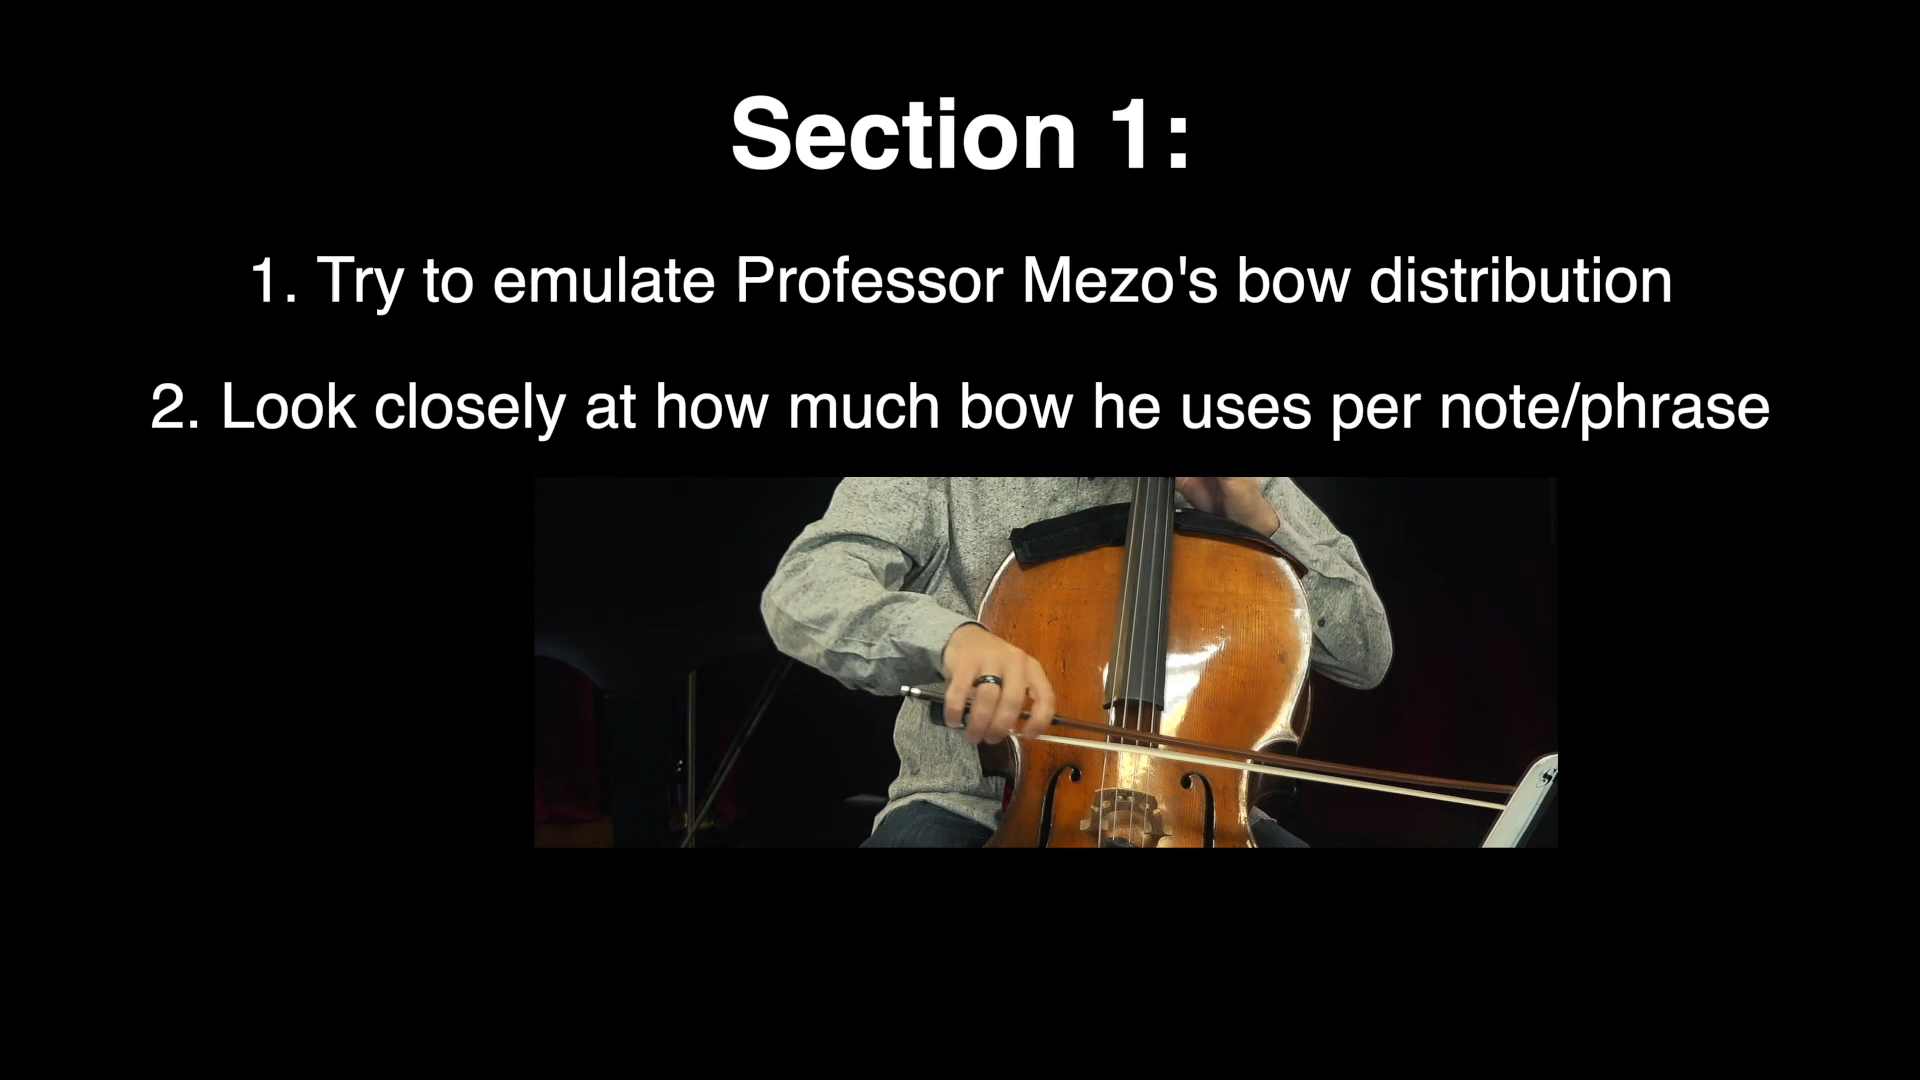 Section 1:
1. Try to emulate Professor Mezo's bow distribution
2. Look closely at how much bow he uses per note/phrase